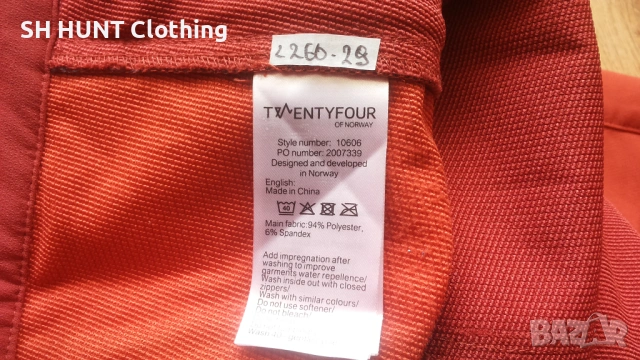 SH HUNT Clothing
2260-29
TWENTYFOUR
OF NORWAY
Style number: 10606
PO number: 2007339
Designed and developed
in Norway
English:
Made in China
40
Main fabric:94% Polyester,
6% Spandex
Add impregnation after
washing to improve
garments water repellence/
Wash inside out with closed
zippers/
Wash with similar colours/
Do not use softener/
Do not bleach/
BAZAR